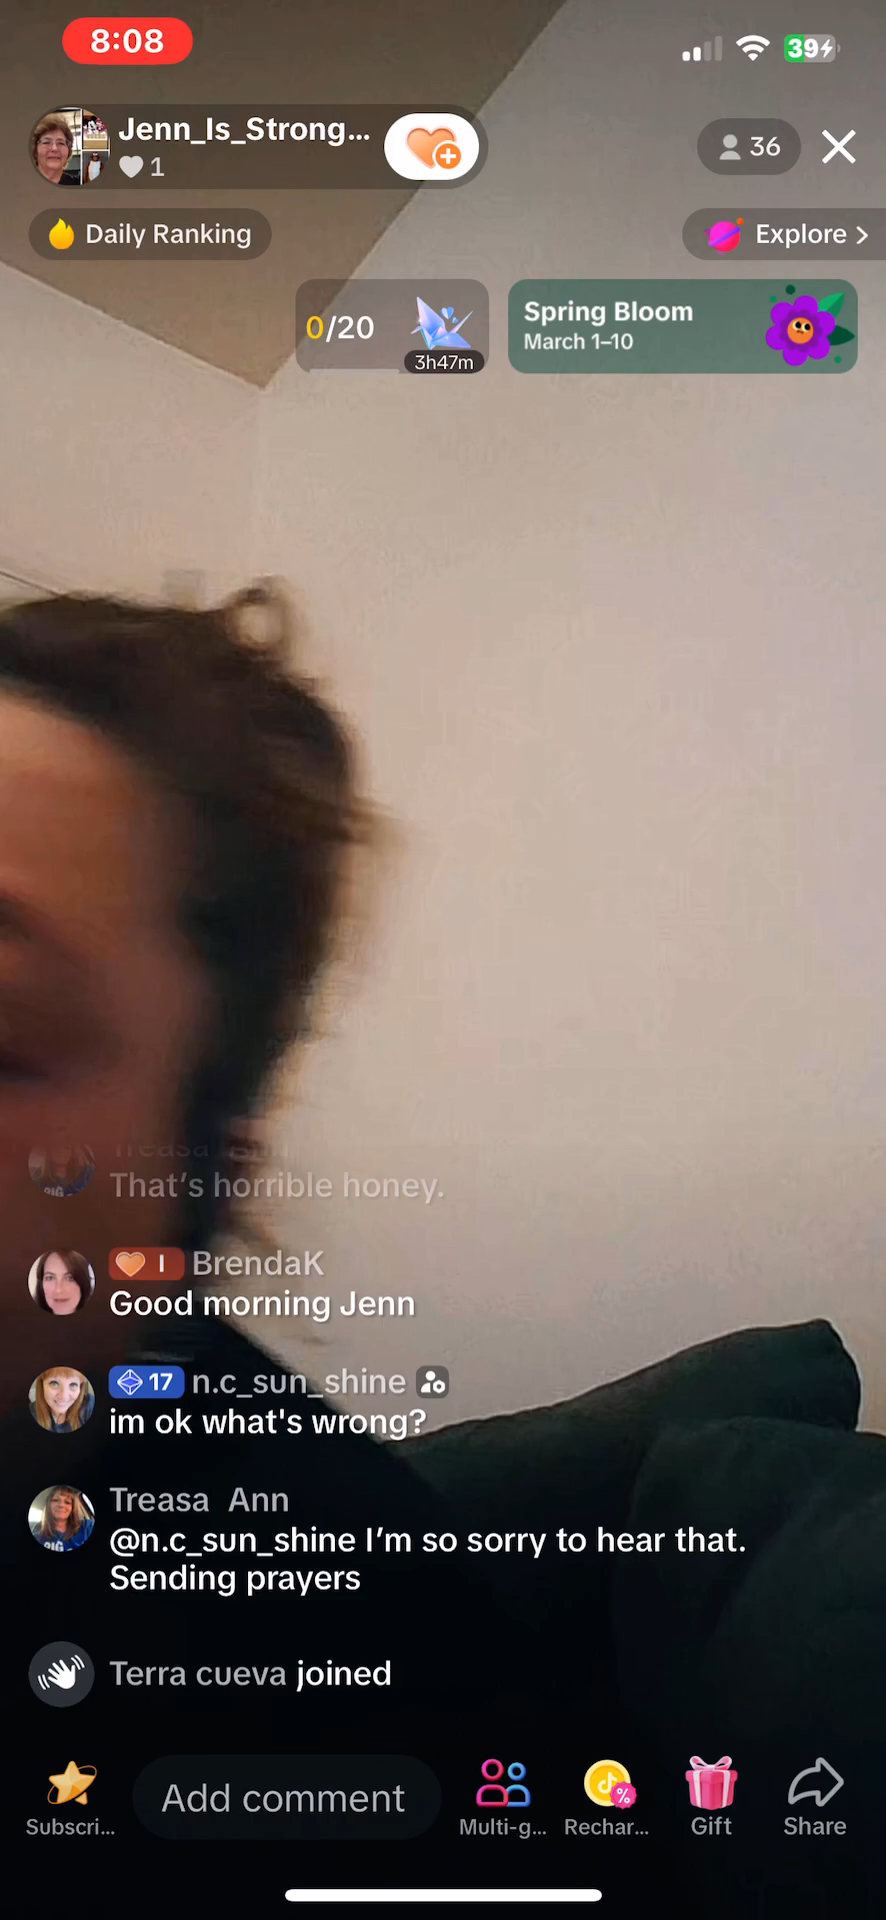 8:08
39
Jenn_Is_Strong...
1
36
Daily Ranking
Explore >
0/20
3h47m
Spring Bloom
March 1–10
That's horrible honey.
I BrendaK
Good morning Jenn
17 n.c_sun_shine
im ok what's wrong?
Treasa Ann
@n.c_sun_shine I'm so sorry to hear that.
Sending prayers
Terra cueva joined
Subscri...
Add comment
Multi-g...
Rechar...
Gift
Share